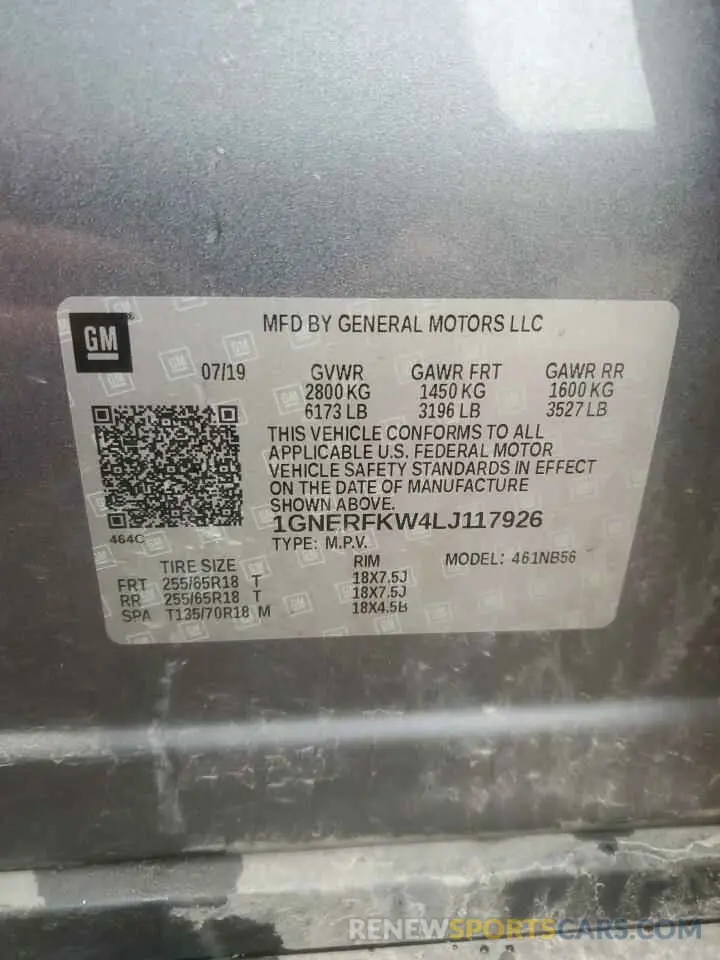 GM
MFD BY GENERAL MOTORS LLC
07/19 GVWR GAWR FRT GAWR RR
2800 KG 1450 KG 1600 KG
6173 LB 3196 LB 3527 LB
THIS VEHICLE CONFORMS TO ALL
APPLICABLE U.S. FEDERAL MOTOR
VEHICLE SAFETY STANDARDS IN EFFECT
ON THE DATE OF MANUFACTURE
SHOWN ABOVE.
464C
1GNERFKW4LJ117926
TYPE: M.P.V.
MODEL: 461NB56
TIRE SIZE RIM
FRT 255/65R18 T 18X7.5J
RR 255/65R18 T 18X7.5J
SPA T135/70R18 M 18X4.5B
RENEWSPORTSCARS.COM